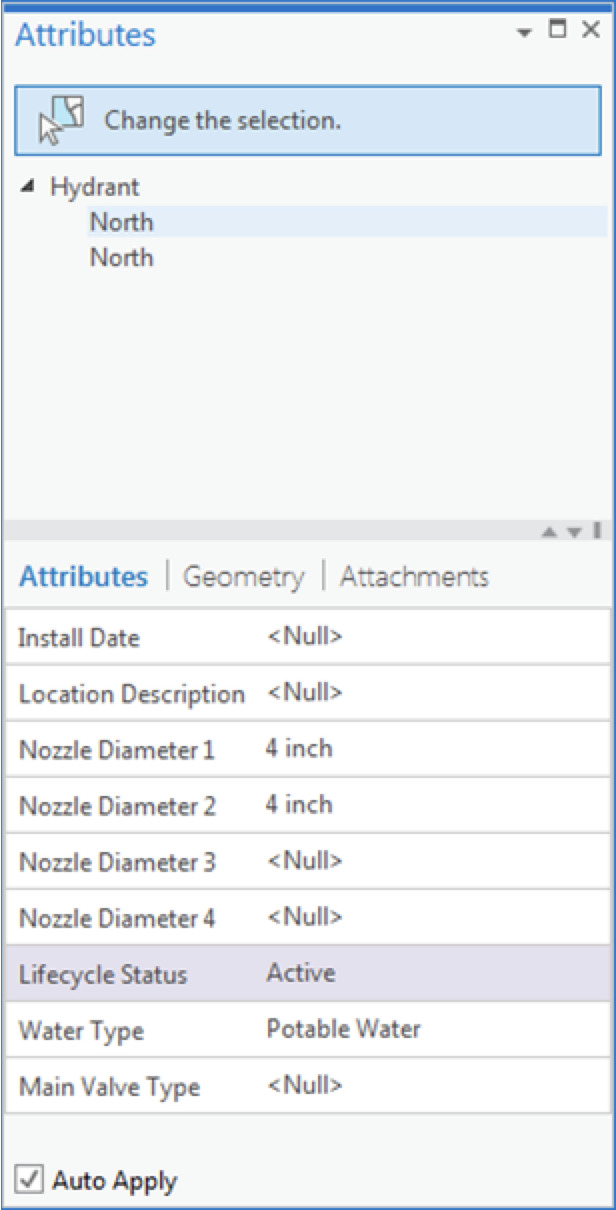 Attributes
Change the selection.
Hydrant
North
North
Attributes | Geometry | Attachments
Install Date <Null>
Location Description <Null>
Nozzle Diameter 1 4 inch
Nozzle Diameter 2 4 inch
Nozzle Diameter 3 <Null>
Nozzle Diameter 4 <Null>
Lifecycle Status Active
Water Type Potable Water
Main Valve Type <Null>
Auto Apply